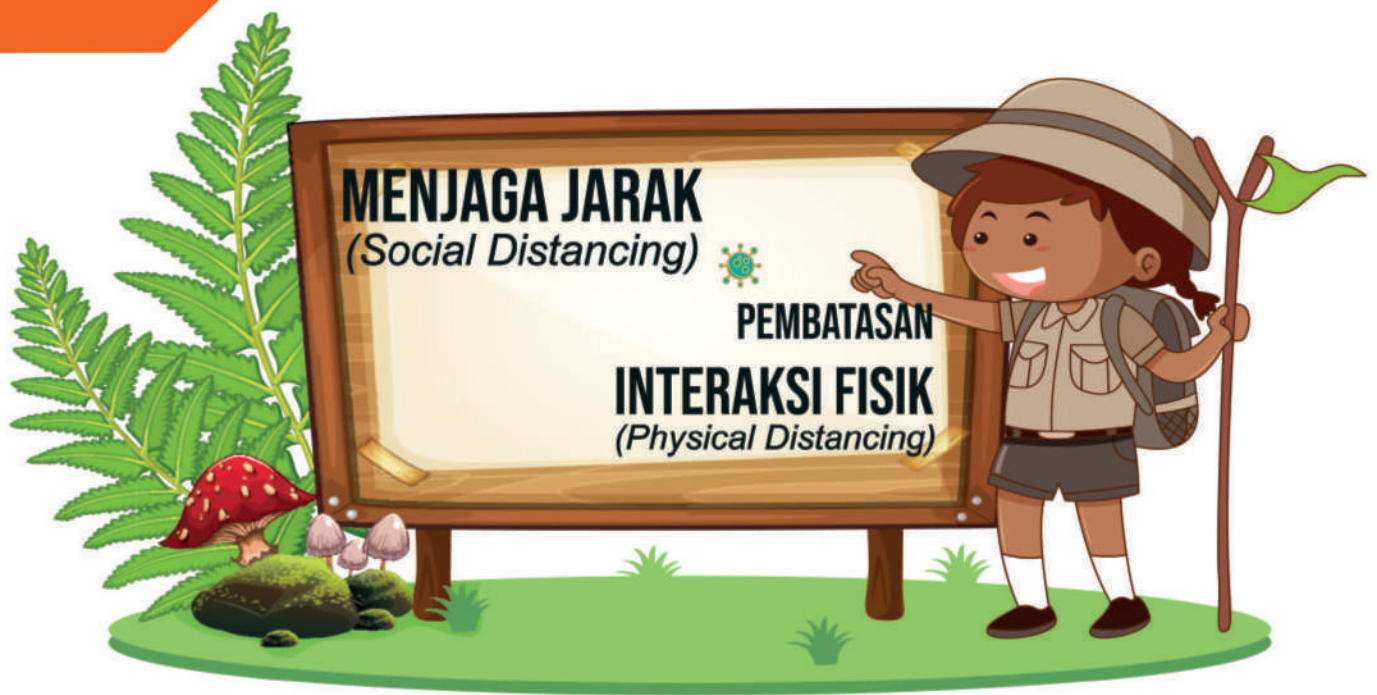 MENJAGA JARAK
(Social Distancing)
PEMBATASAN
INTERAKSI FISIK
(Physical Distancing)